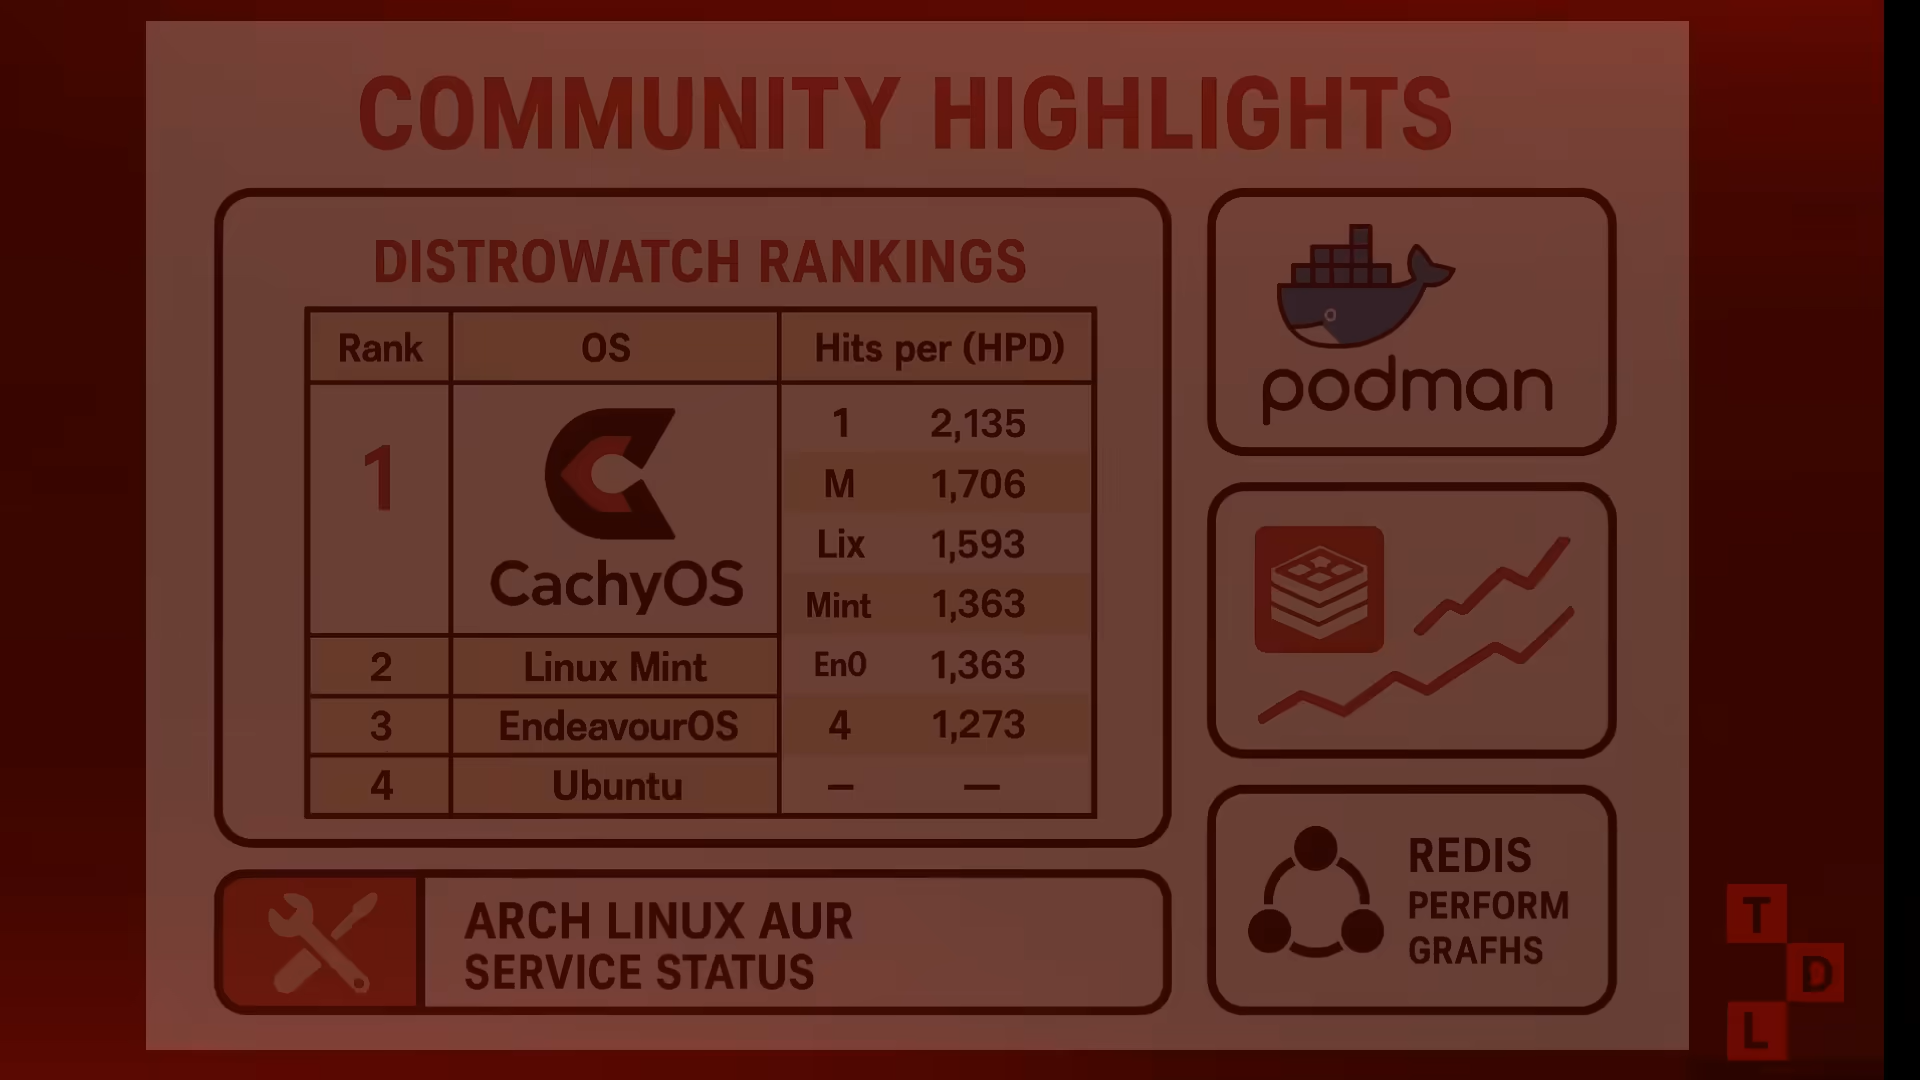 COMMUNITY HIGHLIGHTS
DISTROWATCH RANKINGS
Rank OS Hits per (HPD)
1 CachyOS
1 2,135
M 1,706
Lix 1,593
Mint 1,363
2 Linux Mint En0 1,363
3 EndeavourOS 4 1,273
4 Ubuntu – —
ARCH LINUX AUR
SERVICE STATUS
podman
REDIS
PERFORM
GRAFHS
T
D
L